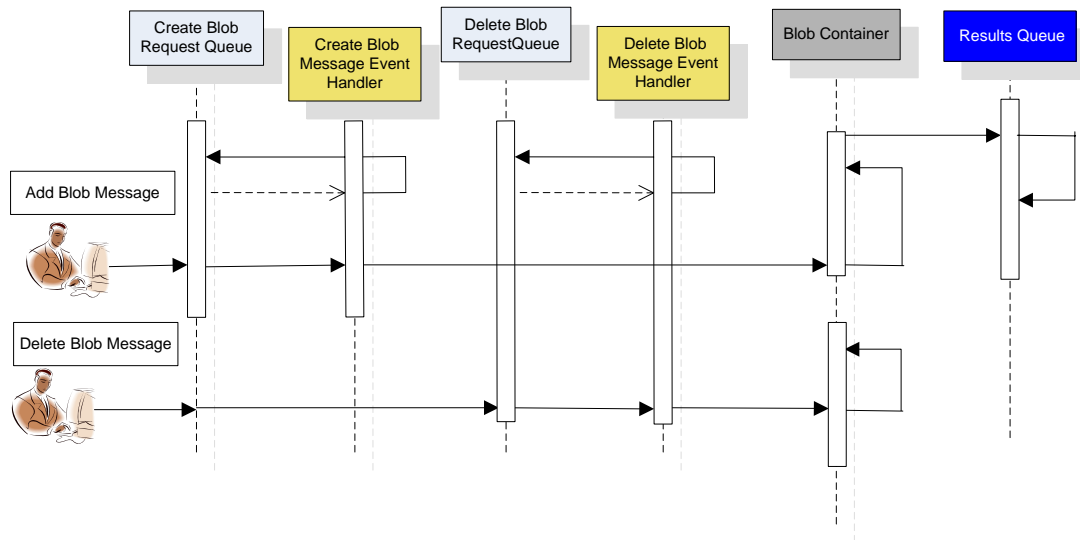 Create Blob
Request Queue
Create Blob
Message Event
Handler
Delete Blob
RequestQueue
Delete Blob
Message Event
Handler
Blob Container
Results Queue
Add Blob Message
Delete Blob Message